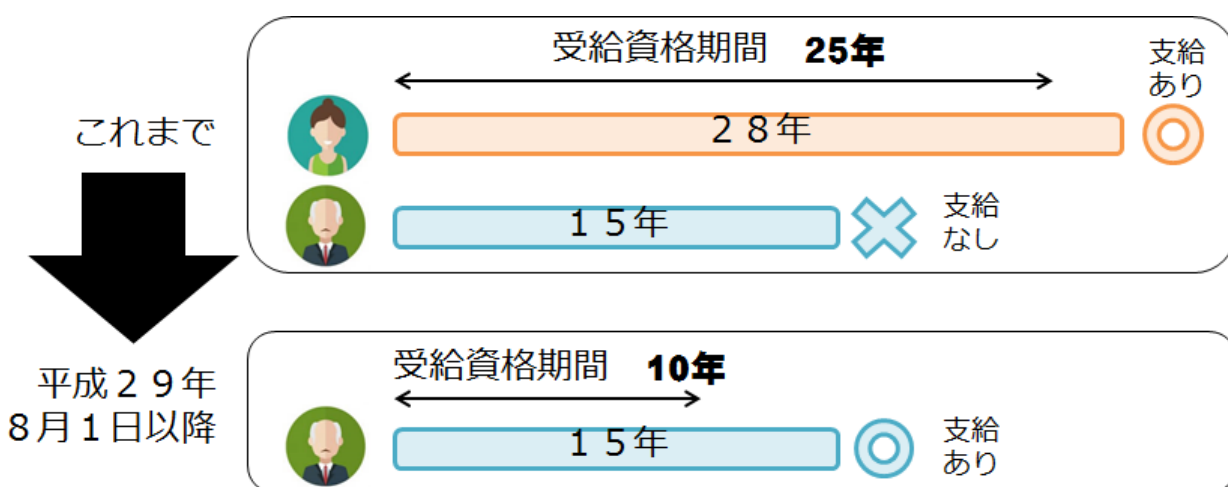 受給資格期間　25年
支給
あり
これまで
２８年
１５年
支給
なし
受給資格期間　10年
平成２９年
８月１日以降
１５年
支給
あり